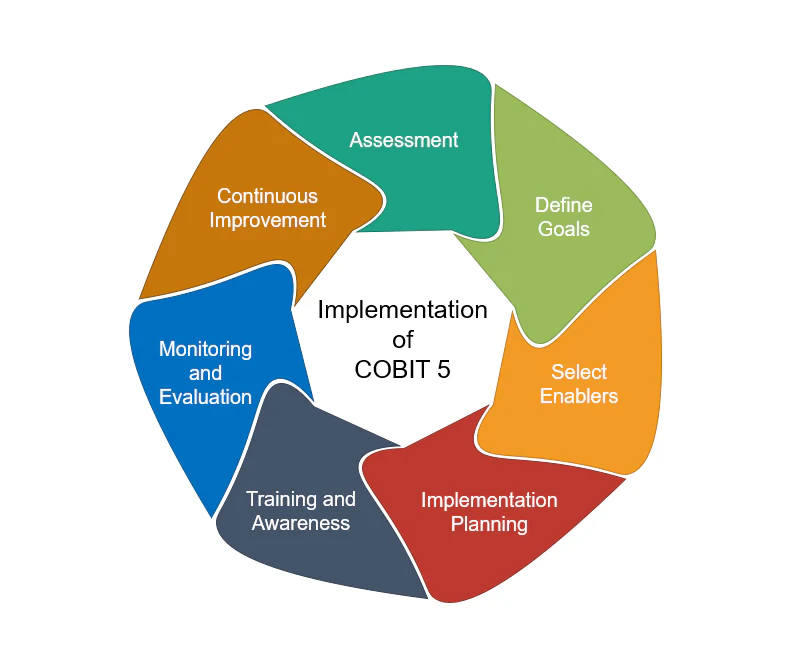 Assessment
Define
Goals
Select
Enablers
Implementation
Planning
Training and
Awareness
Monitoring
and
Evaluation
Continuous
Improvement
Implementation
of
COBIT 5